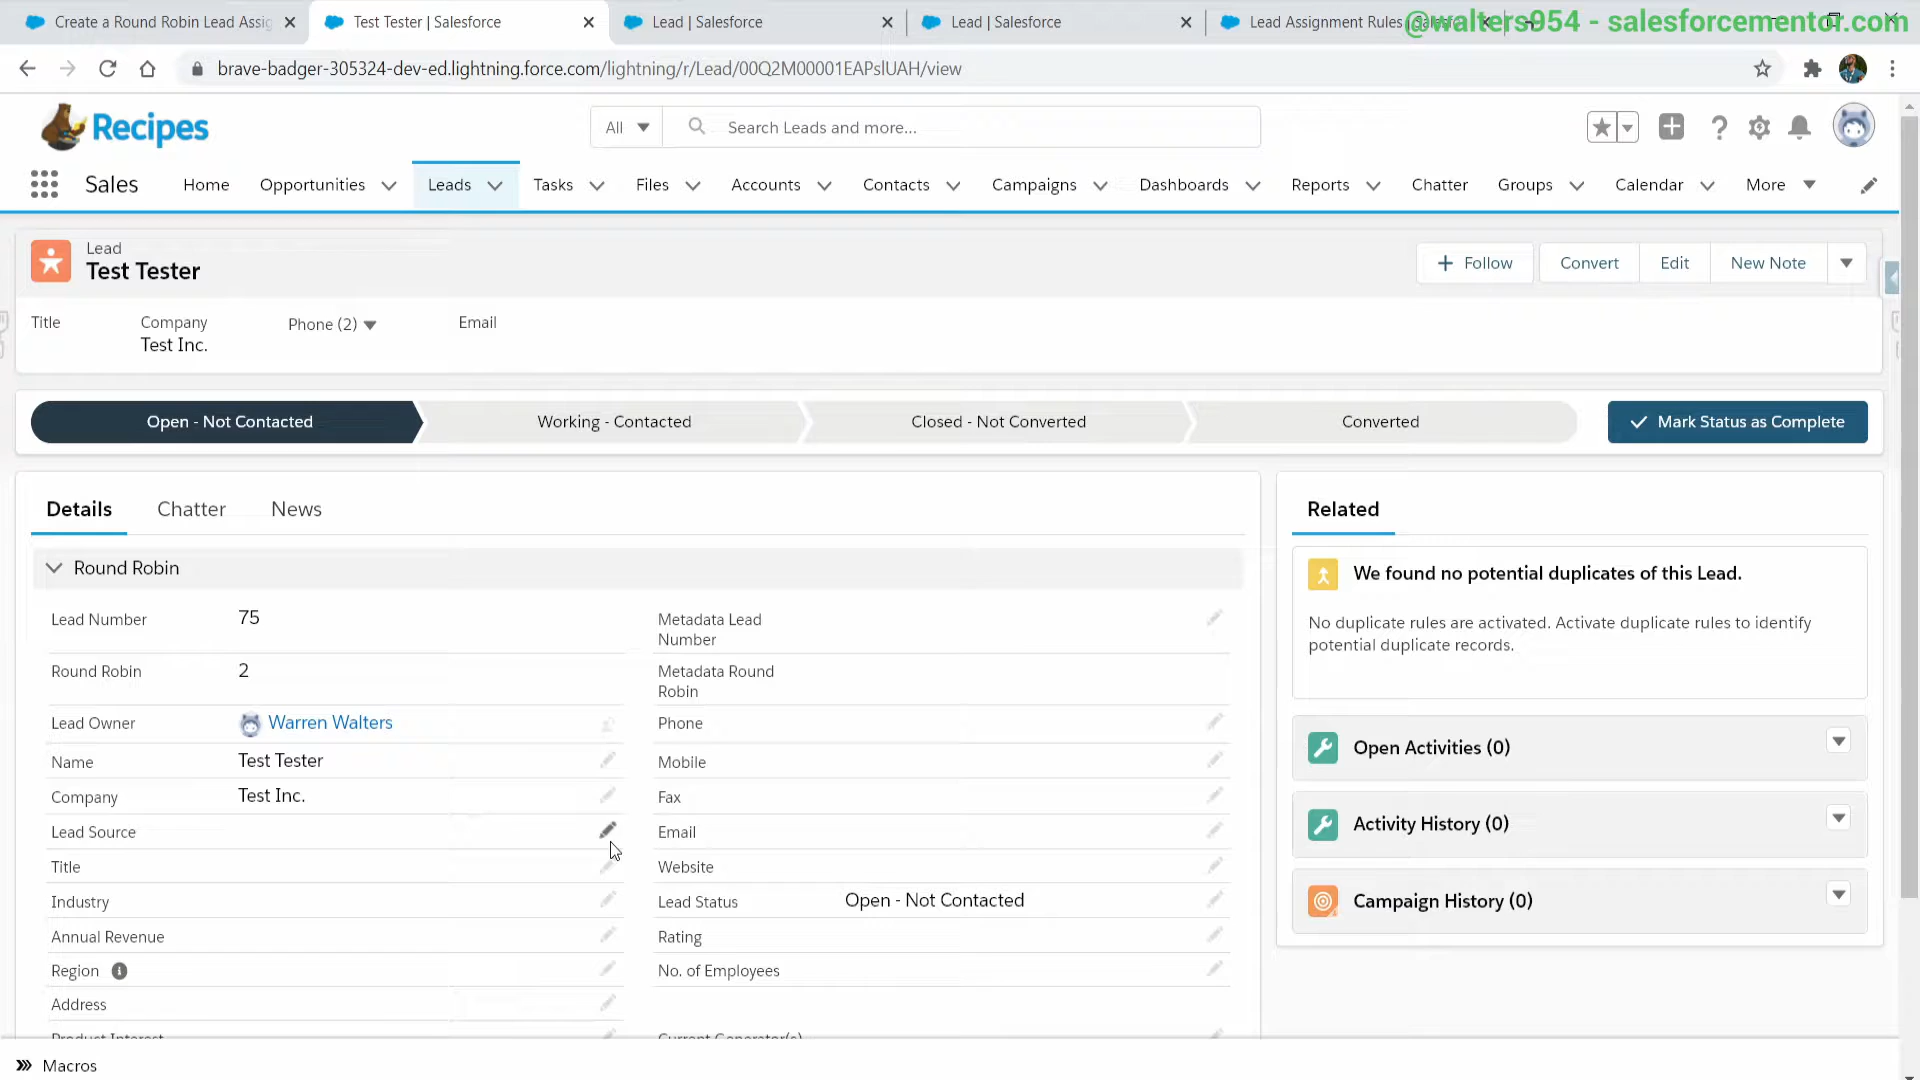 Create a Round Robin Lead Assig
Test Tester | Salesforce
Lead | Salesforce
Lead | Salesforce
Lead Assignment Rules
@walters954 - salesforcementor.com
brave-badger-305324-dev-ed.lightning.force.com/lightning/r/Lead/00Q2M00001EAPslUAH/view
Recipes
All
Search Leads and more...
Sales
Home
Opportunities
Leads
Tasks
Files
Accounts
Contacts
Campaigns
Dashboards
Reports
Chatter
Groups
Calendar
More
Lead
Test Tester
Follow
Convert
Edit
New Note
Title
Company
Test Inc.
Phone (2)
Email
Open - Not Contacted
Working - Contacted
Closed - Not Converted
Converted
Mark Status as Complete
Details
Chatter
News
Round Robin
Lead Number
75
Metadata Lead
Number
Round Robin
2
Metadata Round
Robin
Lead Owner
Warren Walters
Phone
Name
Test Tester
Mobile
Company
Test Inc.
Fax
Lead Source
Email
Title
Website
Industry
Lead Status
Open - Not Contacted
Annual Revenue
Rating
Region
No. of Employees
Address
Product Interest
Current Generator(s)
Related
We found no potential duplicates of this Lead.
No duplicate rules are activated. Activate duplicate rules to identify
potential duplicate records.
Open Activities (0)
Activity History (0)
Campaign History (0)
Macros